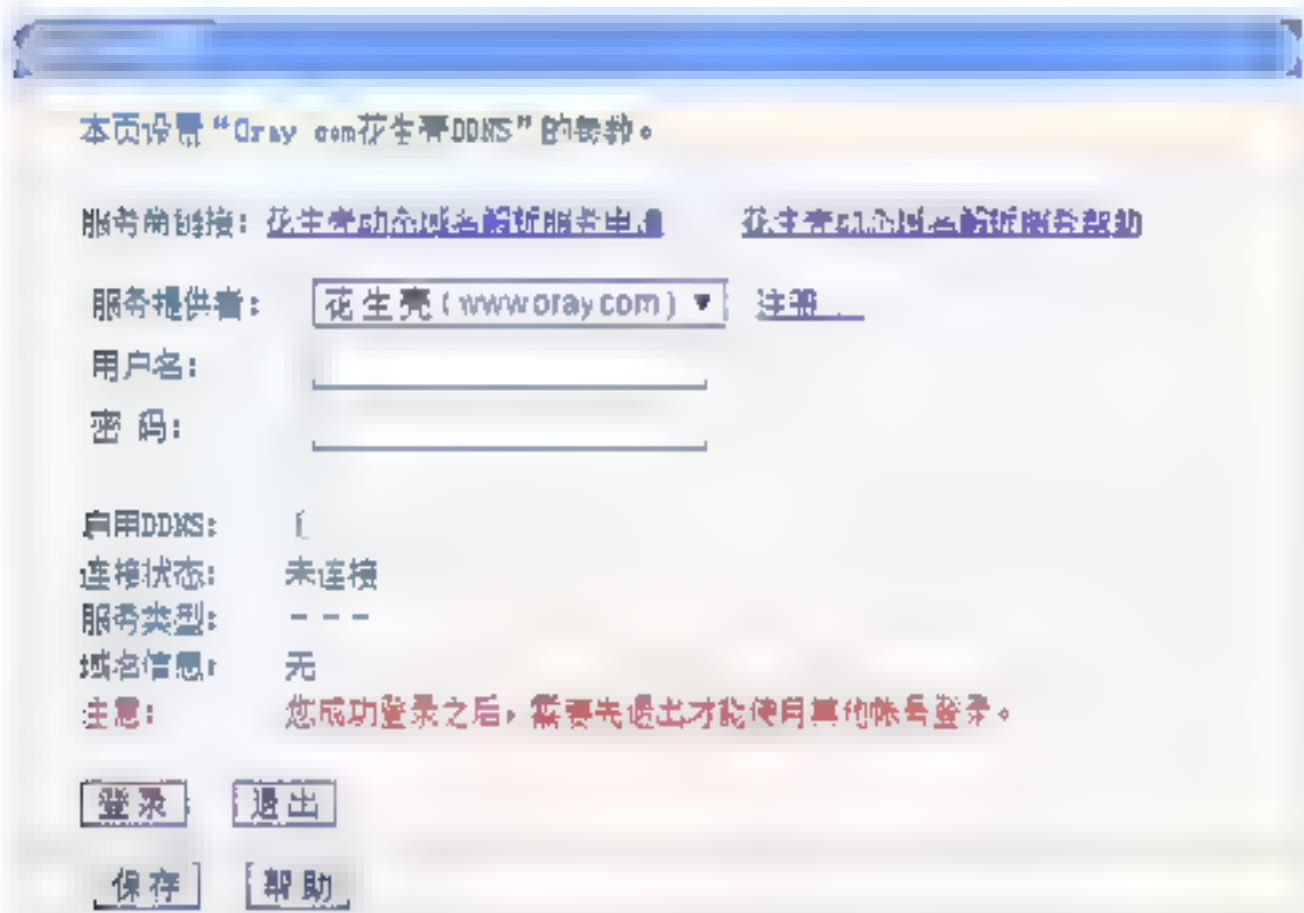 本页设置“Oray.com花生壳DDNS”的参数。
服务商链接: 花生壳动态域名解析服务申请 花生壳动态域名解析服务帮助
服务提供者: 花生壳 (www.oray.com) 注册...
用户名:
密 码:
启用DDNS:
连接状态: 未连接
服务类型: ---
域名信息: 无
注意: 您成功登录之后，需要先退出才能使用其他帐号登录。
登录 退出
保存 帮助